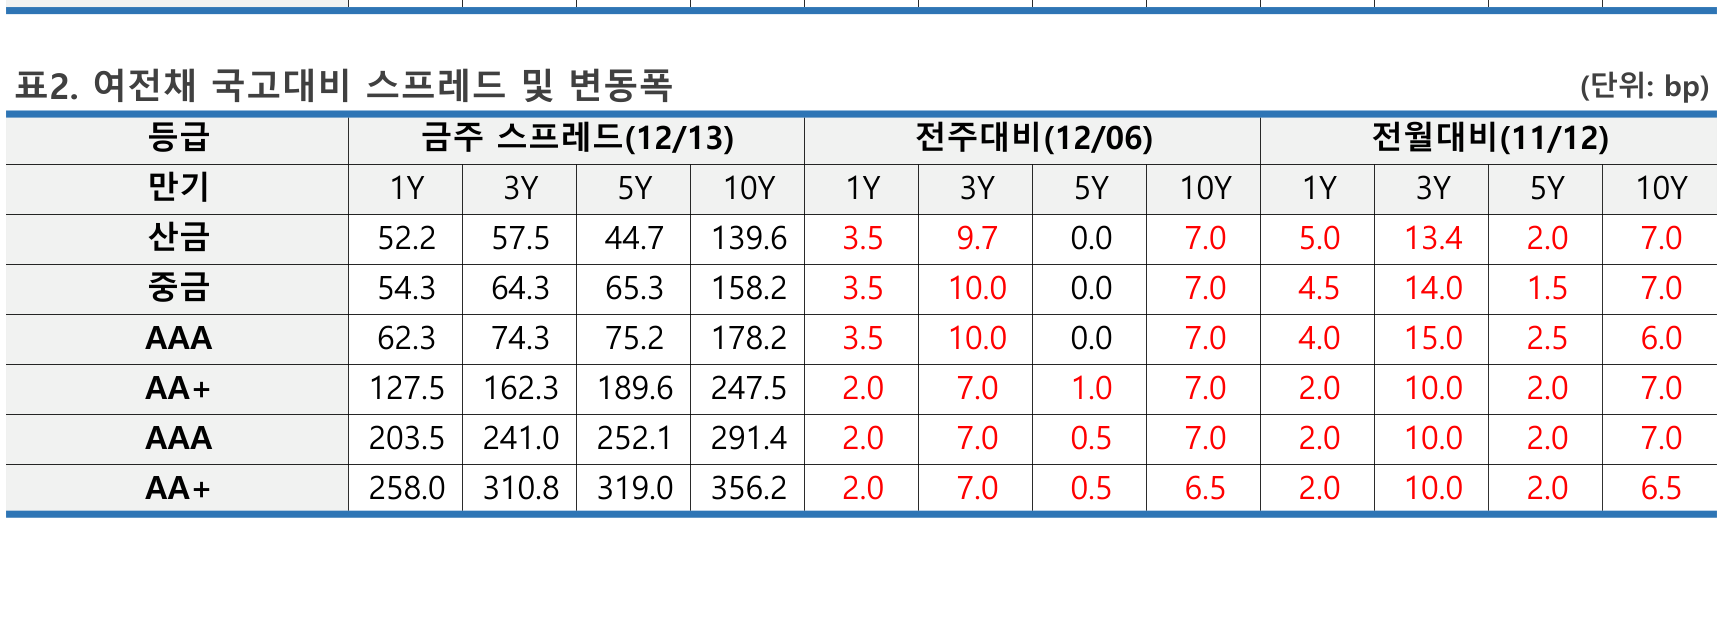 표2. 여전채 국고대비 스프레드 및 변동폭 (단위: bp)
등급 금주 스프레드(12/13) 전주대비(12/06) 전월대비(11/12)
만기 1Y 3Y 5Y 10Y 1Y 3Y 5Y 10Y 1Y 3Y 5Y 10Y
산금 52.2 57.5 44.7 139.6 3.5 9.7 0.0 7.0 5.0 13.4 2.0 7.0
중금 54.3 64.3 65.3 158.2 3.5 10.0 0.0 7.0 4.5 14.0 1.5 7.0
AAA 62.3 74.3 75.2 178.2 3.5 10.0 0.0 7.0 4.0 15.0 2.5 6.0
AA+ 127.5 162.3 189.6 247.5 2.0 7.0 1.0 7.0 2.0 10.0 2.0 7.0
AAA 203.5 241.0 252.1 291.4 2.0 7.0 0.5 7.0 2.0 10.0 2.0 7.0
AA+ 258.0 310.8 319.0 356.2 2.0 7.0 0.5 6.5 2.0 10.0 2.0 6.5